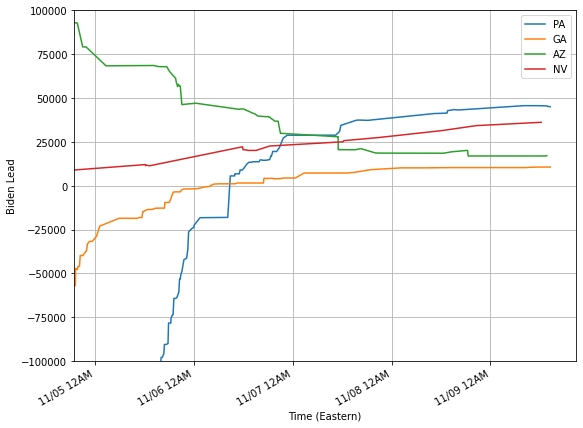 100000
75000
50000
25000
0
−25000
−50000
−75000
−100000
Biden Lead
11/05 12AM
11/06 12AM
11/07 12AM
11/08 12AM
11/09 12AM
Time (Eastern)
PA
GA
AZ
NV